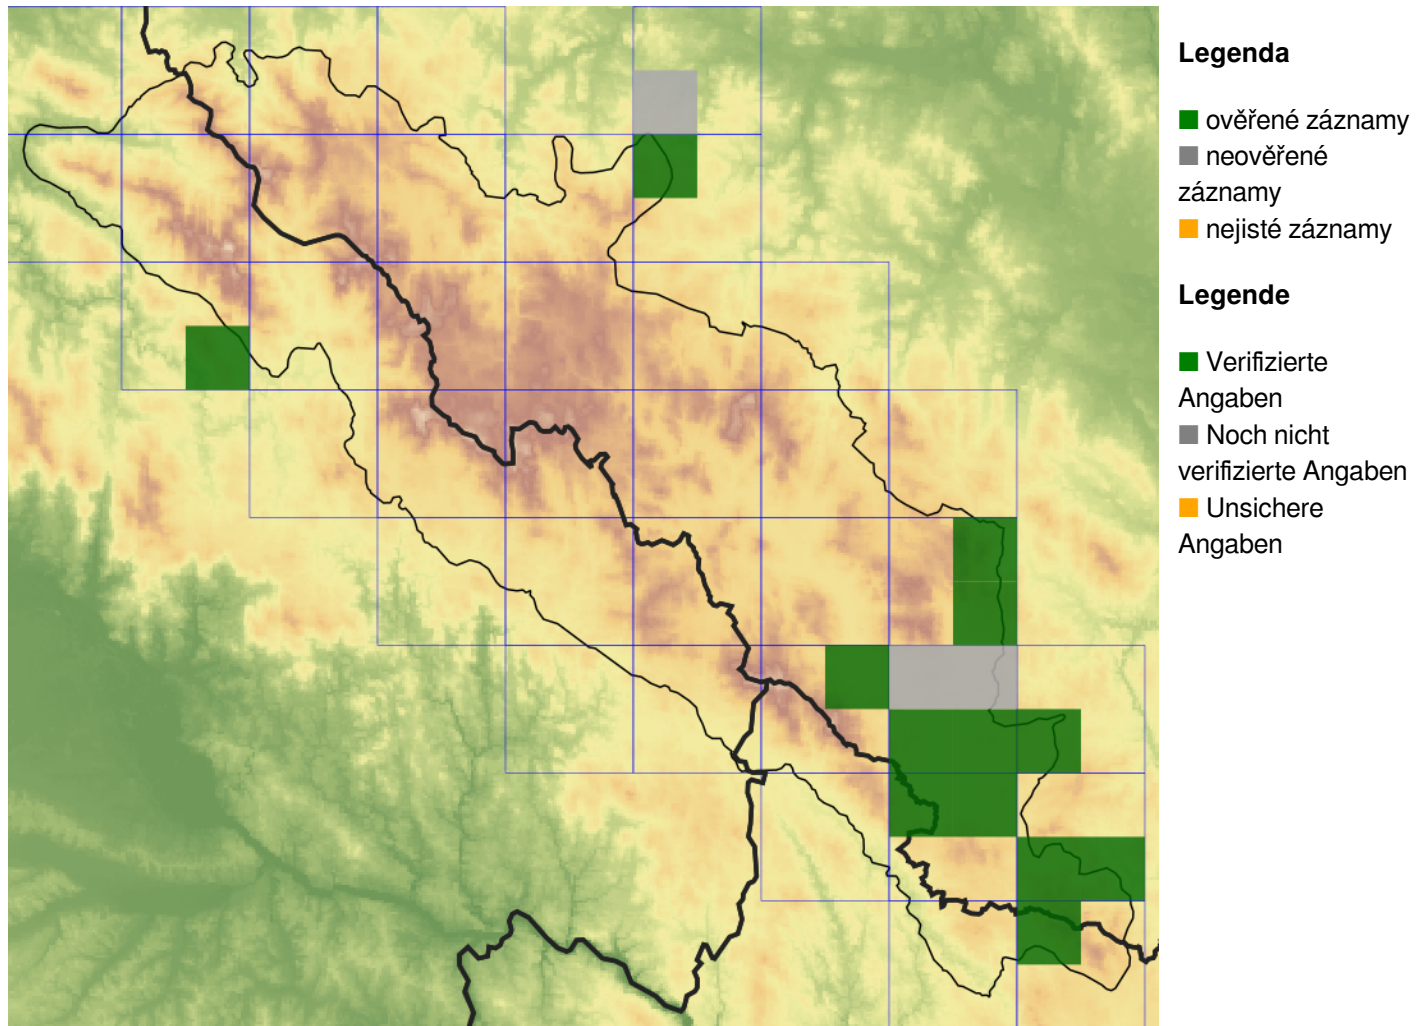 Legenda
ověřené záznamy
neověřené
záznamy
nejisté záznamy
Legende
Verifizierte
Angaben
Noch nicht
verifizierte Angaben
Unsichere
Angaben